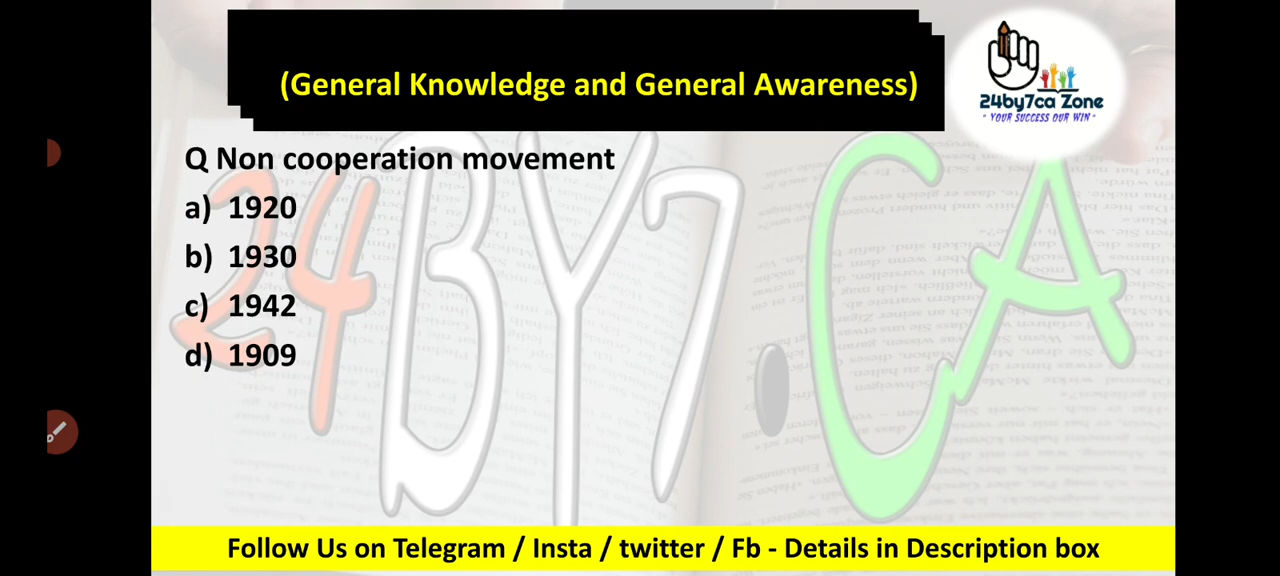 (General Knowledge and General Awareness)
24by7ca Zone
" YOUR SUCCESS OUR WIN "
Q Non cooperation movement
a) 1920
b) 1930
c) 1942
d) 1909
24BY7.CA
Follow Us on Telegram / Insta / twitter / Fb - Details in Description box